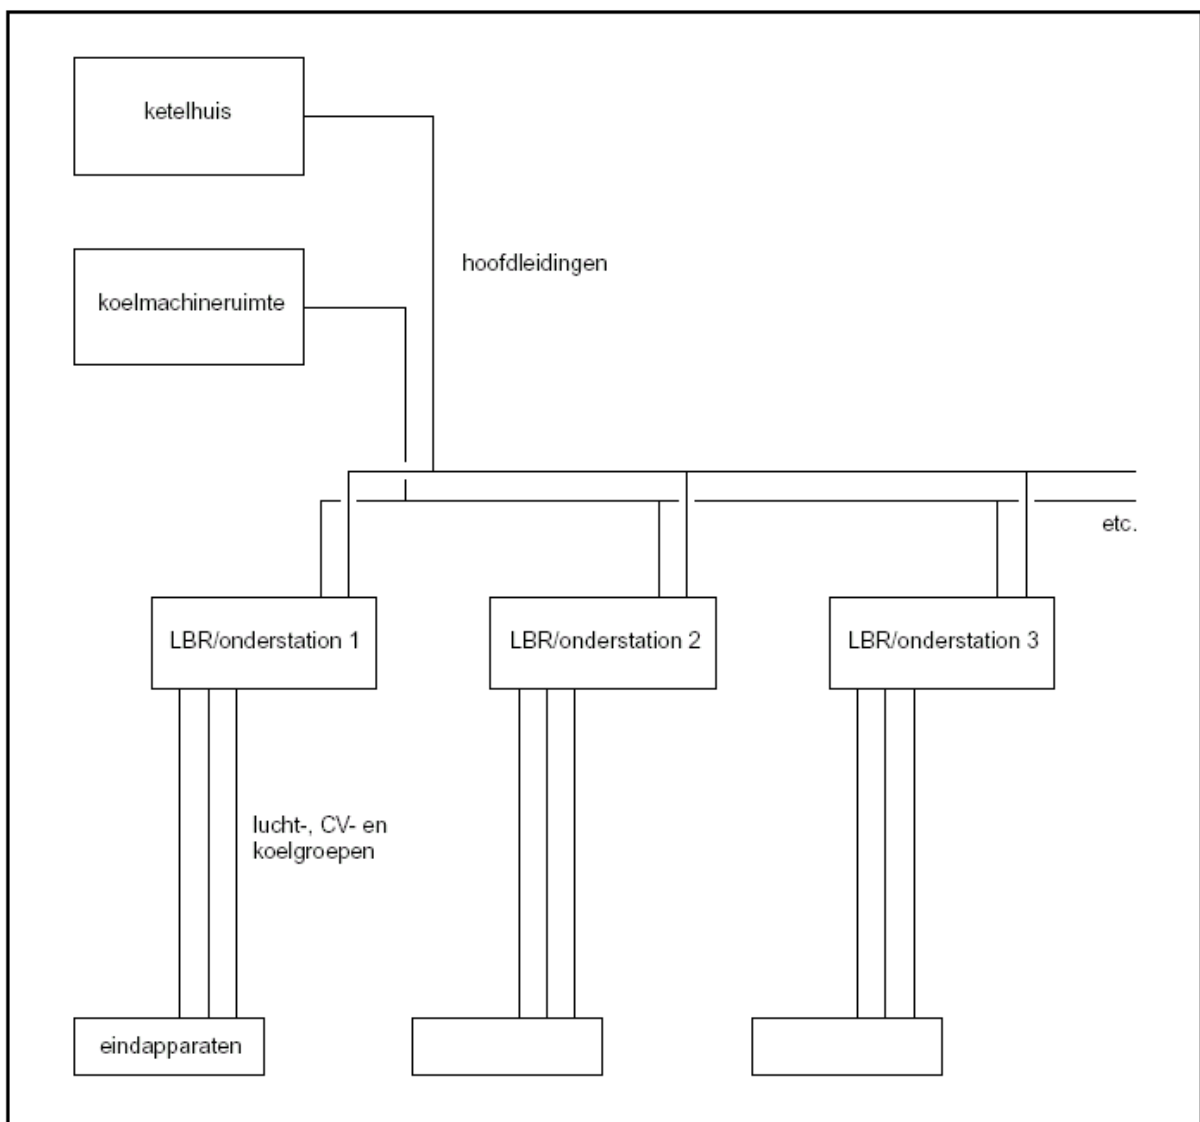 ketelhuis
hoofdleidingen
koelmachineruimte
etc.
LBR/onderstation 1
LBR/onderstation 2
LBR/onderstation 3
lucht-, CV- en
koelgroepen
eindapparaten